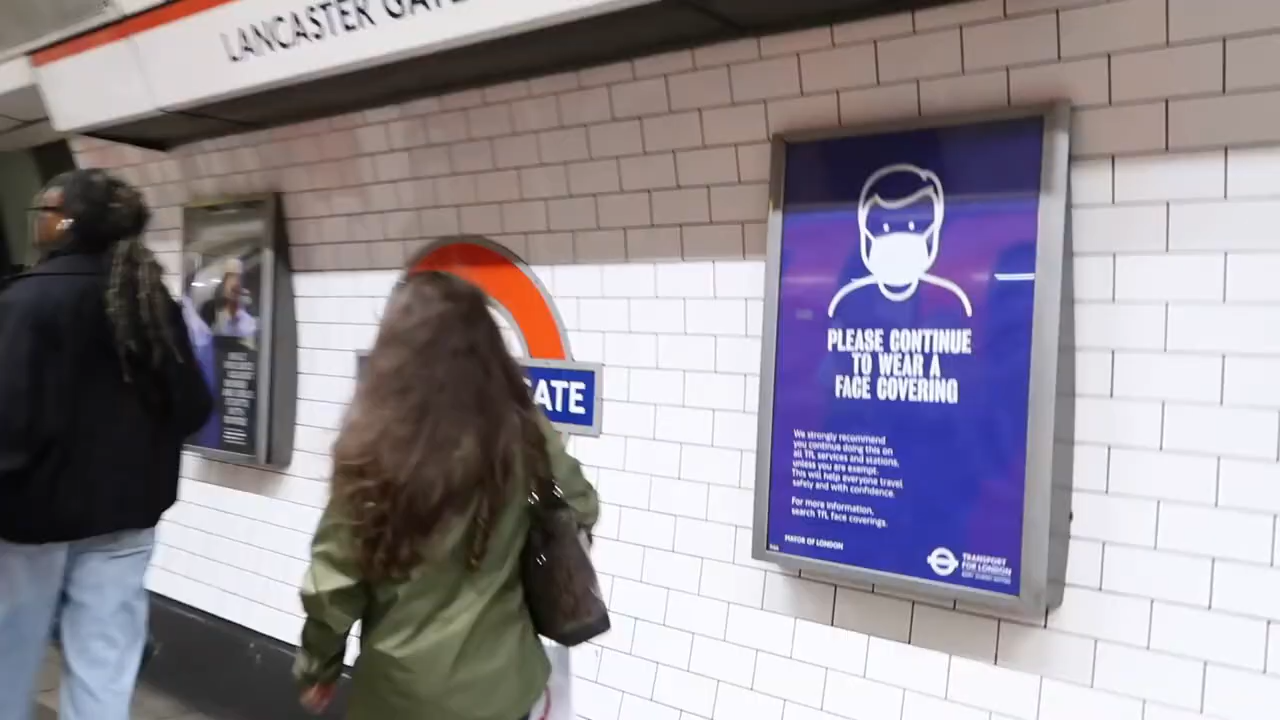 LANCASTER GATE
GATE
PLEASE CONTINUE
TO WEAR A
FACE COVERING
We strongly recommend
you continue doing this on
all TfL services and stations,
unless you are exempt.
This will help everyone travel
safely and with confidence.
For more information,
search TfL face coverings.
MAYOR OF LONDON
TRANSPORT
FOR LONDON